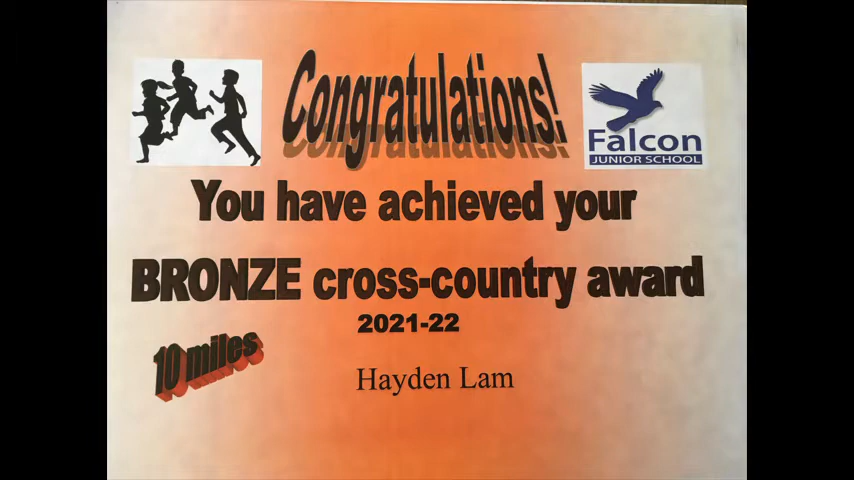 Congratulations!
Falcon
JUNIOR SCHOOL
You have achieved your
BRONZE cross-country award
2021-22
10 miles
Hayden Lam